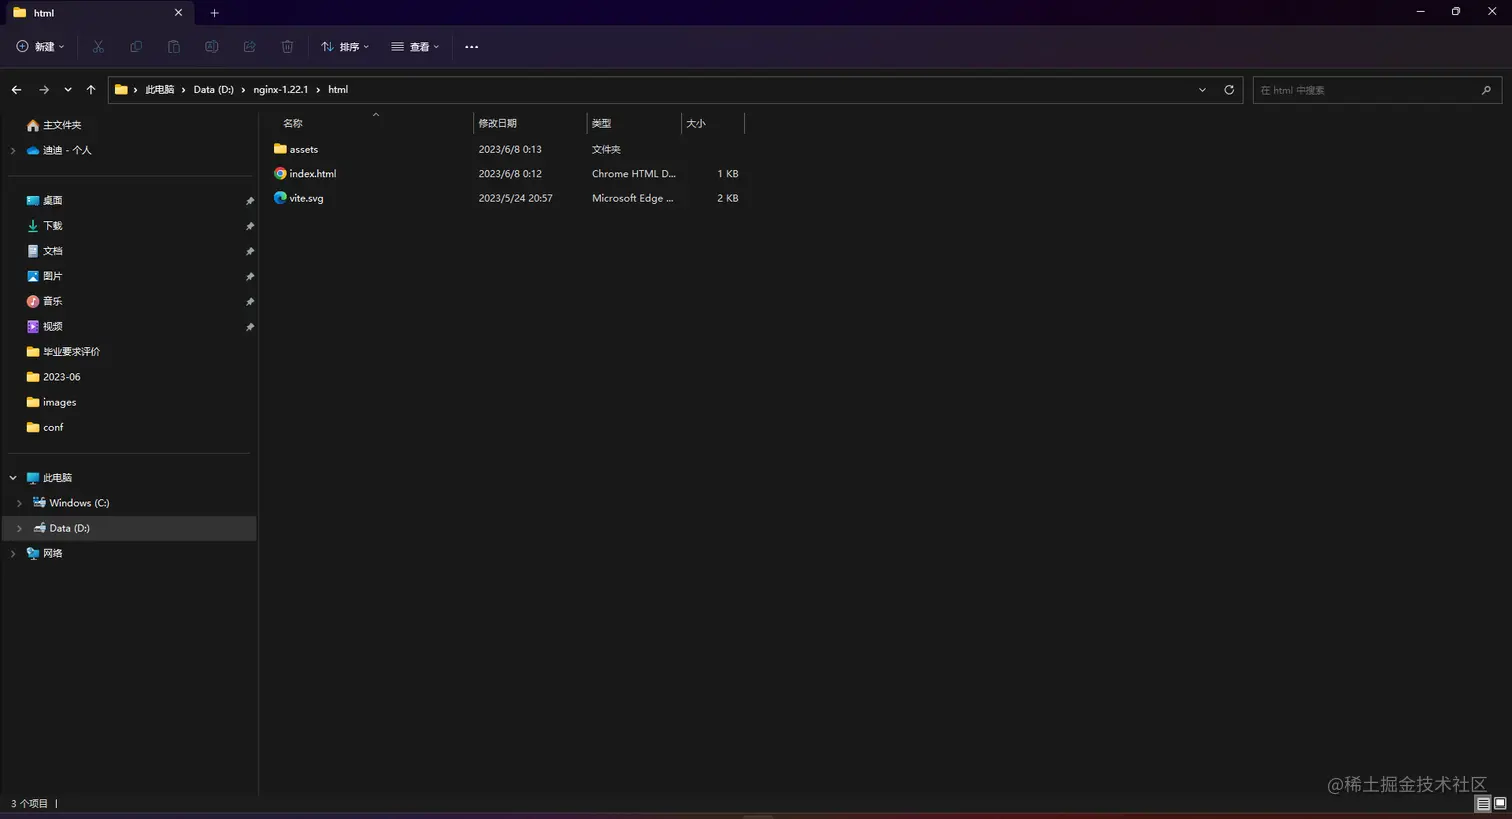 html
新建
排序
查看
此电脑 Data (D:) nginx-1.22.1 html
在 html 中搜索
主文件夹
迪迪 - 个人
桌面
下载
文档
图片
音乐
视频
毕业要求评价
2023-06
images
conf
此电脑
Windows (C:)
Data (D:)
网络
名称 修改日期 类型 大小
assets 2023/6/8 0:13 文件夹
index.html 2023/6/8 0:12 Chrome HTML D... 1 KB
vite.svg 2023/5/24 20:57 Microsoft Edge ... 2 KB
3 个项目
@稀土掘金技术社区